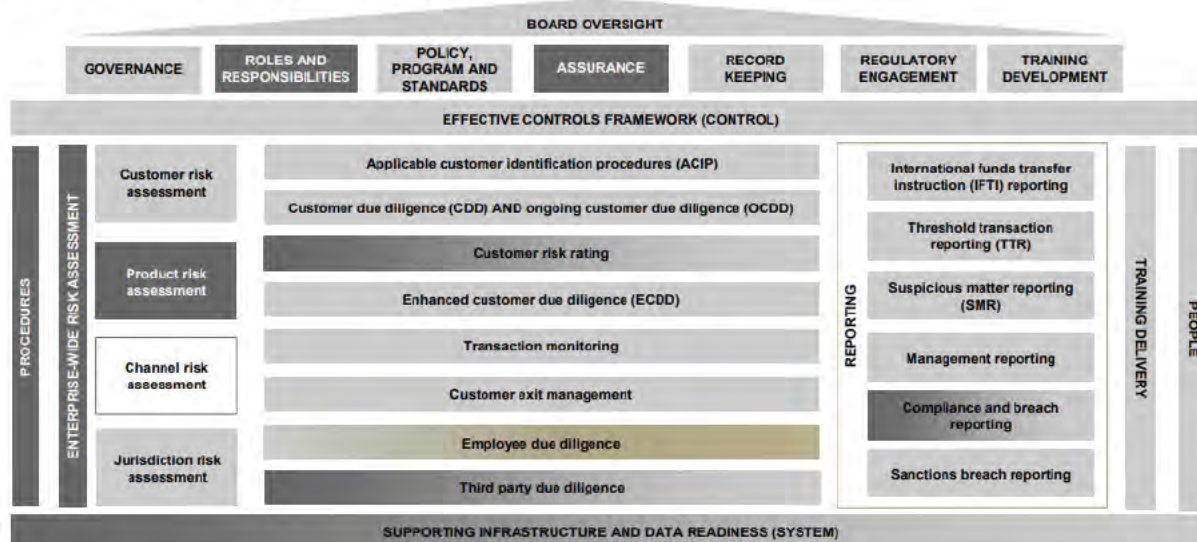 BOARD OVERSIGHT
GOVERNANCE
ROLES AND
RESPONSIBILITIES
POLICY,
PROGRAM AND
STANDARDS
ASSURANCE
RECORD
KEEPING
REGULATORY
ENGAGEMENT
TRAINING
DEVELOPMENT
EFFECTIVE CONTROLS FRAMEWORK (CONTROL)
PROCEDURES
ENTERPRISE-WIDE RISK ASSESSMENT
Customer risk
assessment
Product risk
assessment
Channel risk
assessment
Jurisdiction risk
assessment
Applicable customer identification procedures (ACIP)
Customer due diligence (CDD) AND ongoing customer due diligence (OCDD)
Customer risk rating
Enhanced customer due diligence (ECDD)
Transaction monitoring
Customer exit management
Employee due diligence
Third party due diligence
REPORTING
International funds transfer
instruction (IFTI) reporting
Threshold transaction
reporting (TTR)
Suspicious matter reporting
(SMR)
Management reporting
Compliance and breach
reporting
Sanctions breach reporting
TRAINING DELIVERY
PEOPLE
SUPPORTING INFRASTRUCTURE AND DATA READINESS (SYSTEM)